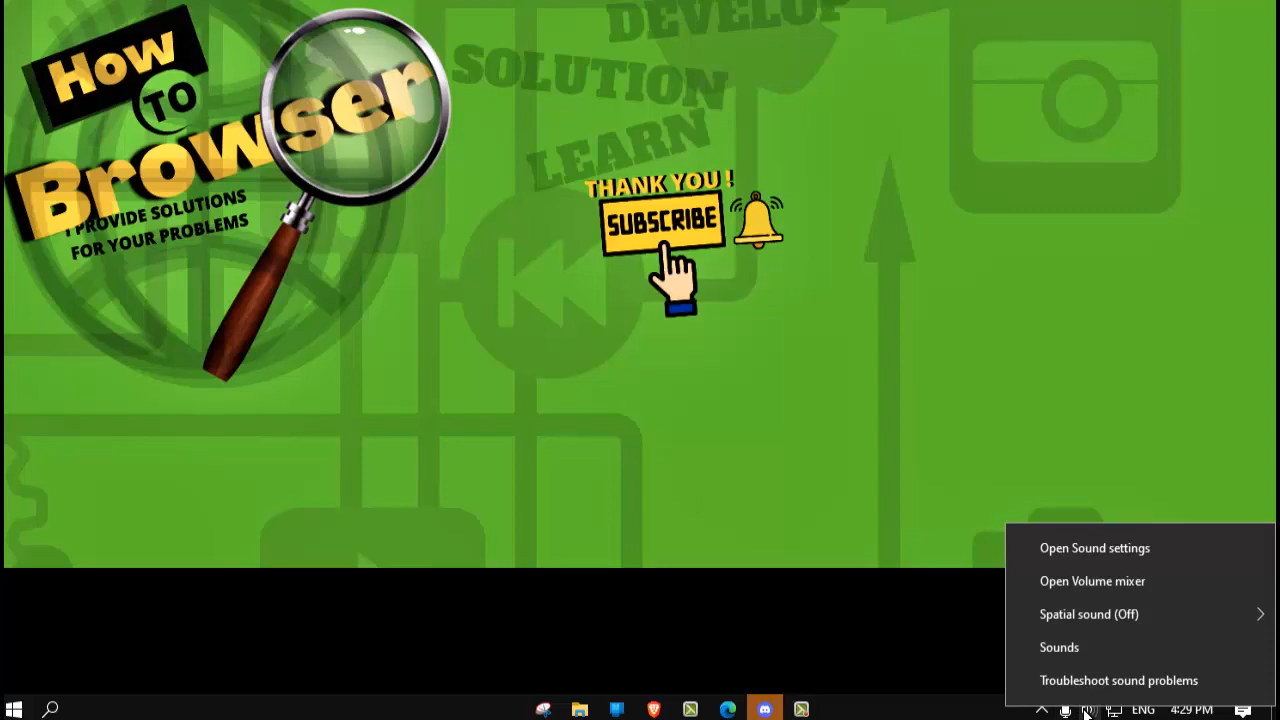 How
TO
Browser
I PROVIDE SOLUTIONS
FOR YOUR PROBLEMS
DEVELOP
SOLUTION
LEARN
THANK YOU !
SUBSCRIBE
Open Sound settings
Open Volume mixer
Spatial sound (Off)
Sounds
Troubleshoot sound problems
ENG
4:29 PM